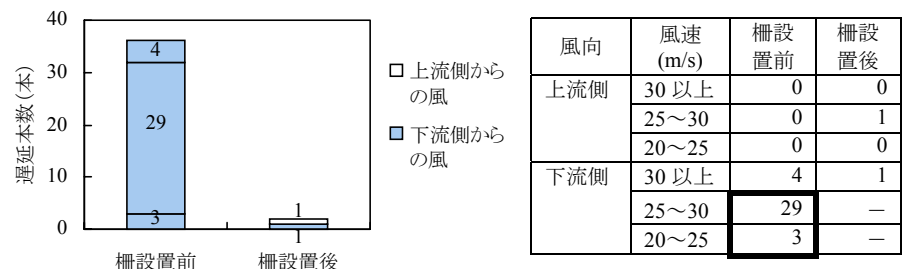 40
30
20
10
0
遅延本数(本)
4
29
3
1
1
柵設置前
柵設置後
□ 上流側から
の風
■ 下流側から
の風
風向 風速 (m/s) 柵設置前 柵設置後
上流側 30 以上 0 0
25～30 0 1
20～25 0 0
下流側 30 以上 4 1
25～30 29 －
20～25 3 －